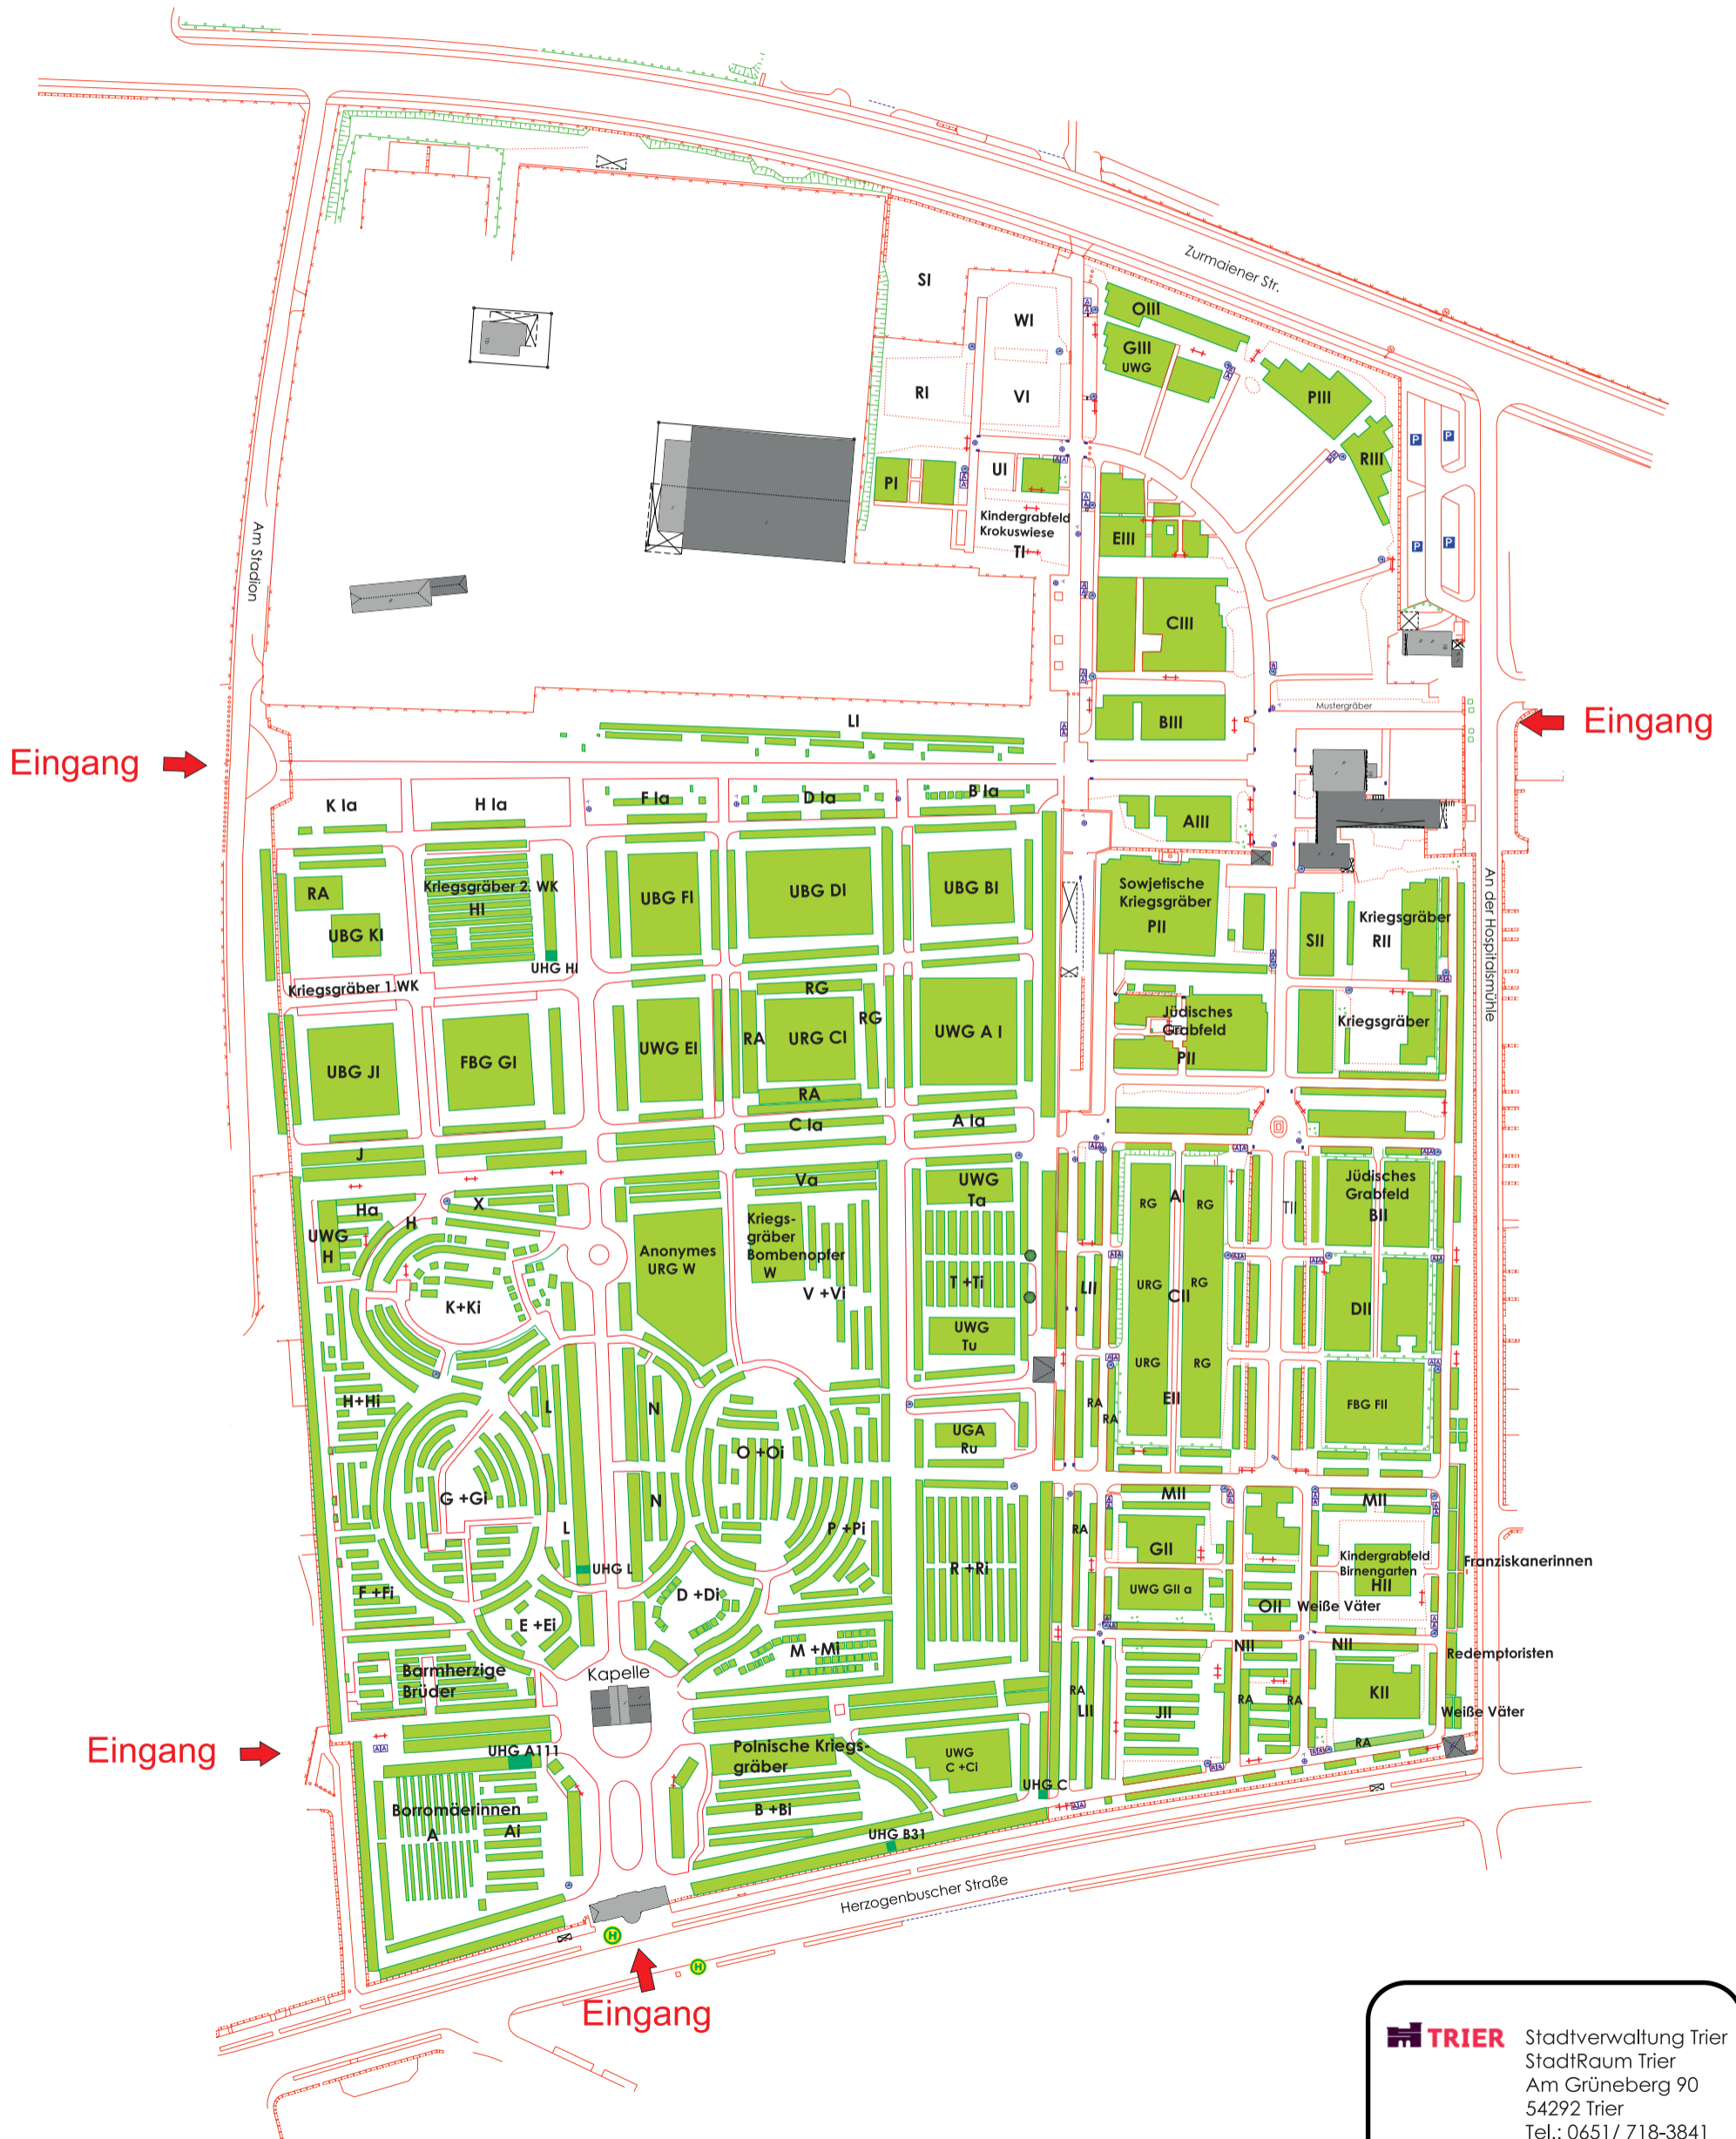 Zurmaiener Str.
SI
WI
OIII
GIII
UWG
RI
VI
PIII
P
P
RIII
PI
UI
Kindergrabfeld
Krokuswiese
TI
EIII
P
P
Am Stadion
CIII
Mustergräber
LI
BIII
Eingang
Eingang
K Ia
H Ia
F Ia
D Ia
B Ia
AIII
RA
Kriegsgräber 2. WK
HI
UBG KI
UBG FI
UBG DI
UBG BI
Sowjetische
Kriegsgräber
PII
SII
Kriegsgräber
RII
An der Hospitalsmühle
UHG HI
Kriegsgräber 1.WK
RG
RG
UBG JI
FBG GI
UWG EI
RA
URG CI
UWG A I
RA
Jüdisches
Grabfeld
PII
Kriegsgräber
C Ia
A Ia
J
Va
UWG
Ta
Ha
X
H
UWG
H
Anonymes
URG W
Kriegs-
gräber
Bombenopfer
W
V +Vi
T +Ti
UWG
Tu
K+Ki
RG
AI
RG
TII
Jüdisches
Grabfeld
BII
LII
URG
CII
RG
DII
URG
RG
EII
FBG FII
RA
RA
H+Hi
L
N
O +Oi
UGA
Ru
G +Gi
N
L
P +Pi
UHG L
R +Ri
MII
MII
RA
GII
Kindergrabfeld
Birnengarten
HII
Franziskanerinnen
UWG GII a
OII
Weiße Väter
F +Fi
E +Ei
D +Di
M +Mi
NII
NII
Redemptoristen
Barmherzige
Brüder
Kapelle
RA
LII
JII
RA
RA
KII
Weiße Väter
RA
Eingang
UHG A111
Polnische Kriegs-
gräber
UWG
C +Ci
UHG C
Borromäerinnen
A
Ai
B +Bi
UHG B31
Herzogenbuscher Straße
H
H
Eingang
TRIER
Stadtverwaltung Trier
StadtRaum Trier
Am Grüneberg 90
54292 Trier
Tel.: 0651/ 718-3841